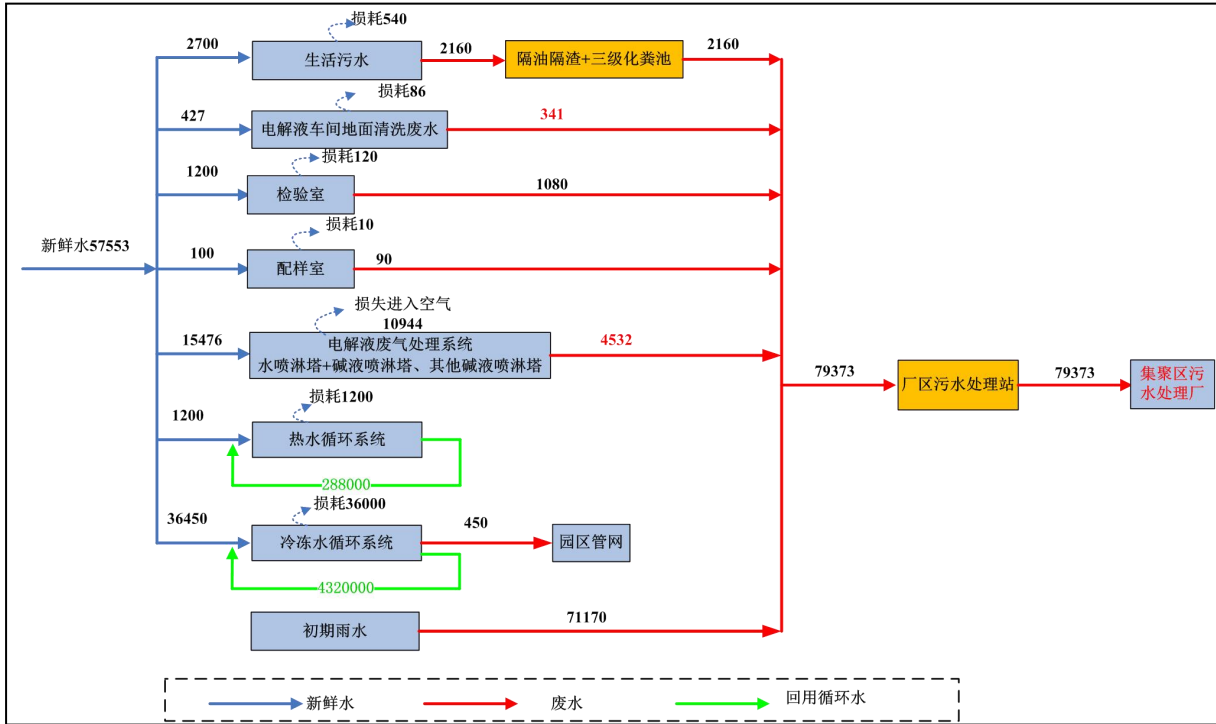 损耗540
2700
生活污水
2160
隔油隔渣+三级化粪池
2160
损耗86
427
电解液车间地面清洗废水
341
损耗120
1200
检验室
1080
损耗10
新鲜水57553
100
配样室
90
损失进入空气
10944
15476
电解液废气处理系统
水喷淋塔+碱液喷淋塔、其他碱液喷淋塔
4532
79373
厂区污水处理站
79373
集聚区污
水处理厂
损耗1200
1200
热水循环系统
288000
损耗36000
36450
冷冻水循环系统
450
园区管网
4320000
初期雨水
71170
新鲜水
废水
回用循环水